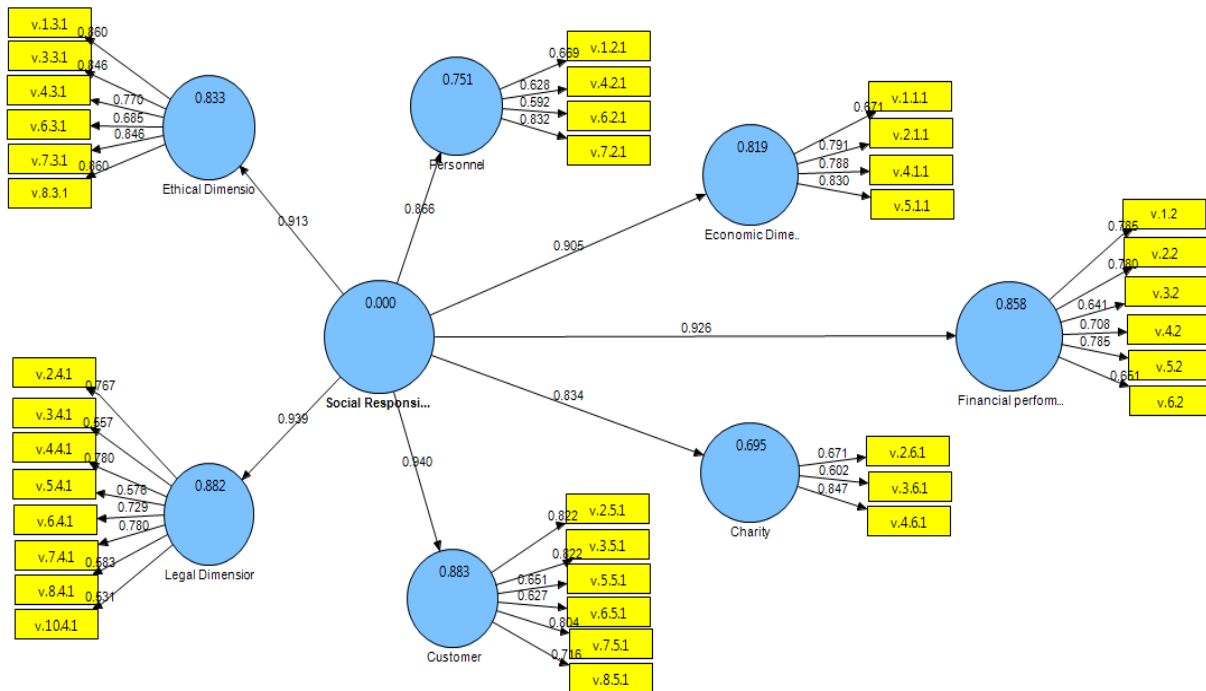 v.1.3.1
v.3.3.1
v.4.3.1
v.6.3.1
v.7.3.1
v.8.3.1
0.860
0.846
0.770
0.685
0.846
0.860
0.833
Ethical Dimensio
0.913
0.751
Personnel
0.866
0.669
0.628
0.592
0.832
v.1.2.1
v.4.2.1
v.6.2.1
v.7.2.1
0.819
Economic Dime..
0.905
0.671
0.791
0.788
0.830
v.1.1.1
v.2.1.1
v.4.1.1
v.5.1.1
0.000
Social Responsi...
0.926
0.858
Financial perform..
0.785
0.780
0.641
0.708
0.785
0.651
v.1.2
v.2.2
v.3.2
v.4.2
v.5.2
v.6.2
0.834
0.695
Charity
0.671
0.602
0.847
v.2.6.1
v.3.6.1
v.4.6.1
0.939
v.2.4.1
v.3.4.1
v.4.4.1
v.5.4.1
v.6.4.1
v.7.4.1
v.8.4.1
v.10.4.1
0.767
0.557
0.780
0.576
0.729
0.780
0.583
0.531
0.882
Legal Dimensior
0.940
0.883
Customer
0.822
0.822
0.651
0.627
0.804
0.716
v.2.5.1
v.3.5.1
v.5.5.1
v.6.5.1
v.7.5.1
v.8.5.1